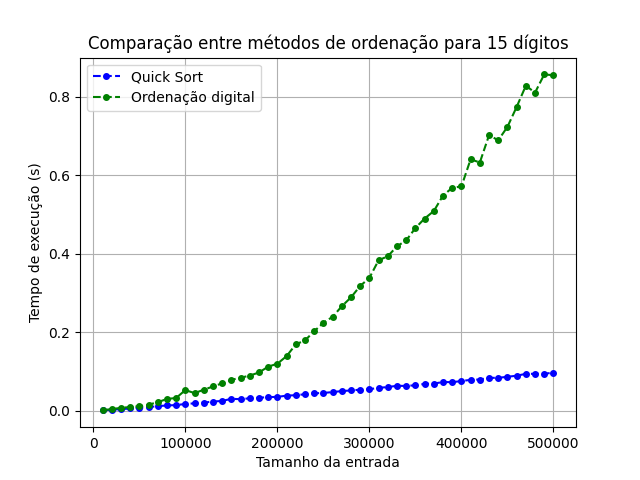 Comparação entre métodos de ordenação para 15 dígitos
Quick Sort
Ordenação digital
Tempo de execução (s)
0.8
0.6
0.4
0.2
0.0
0 100000 200000 300000 400000 500000
Tamanho da entrada